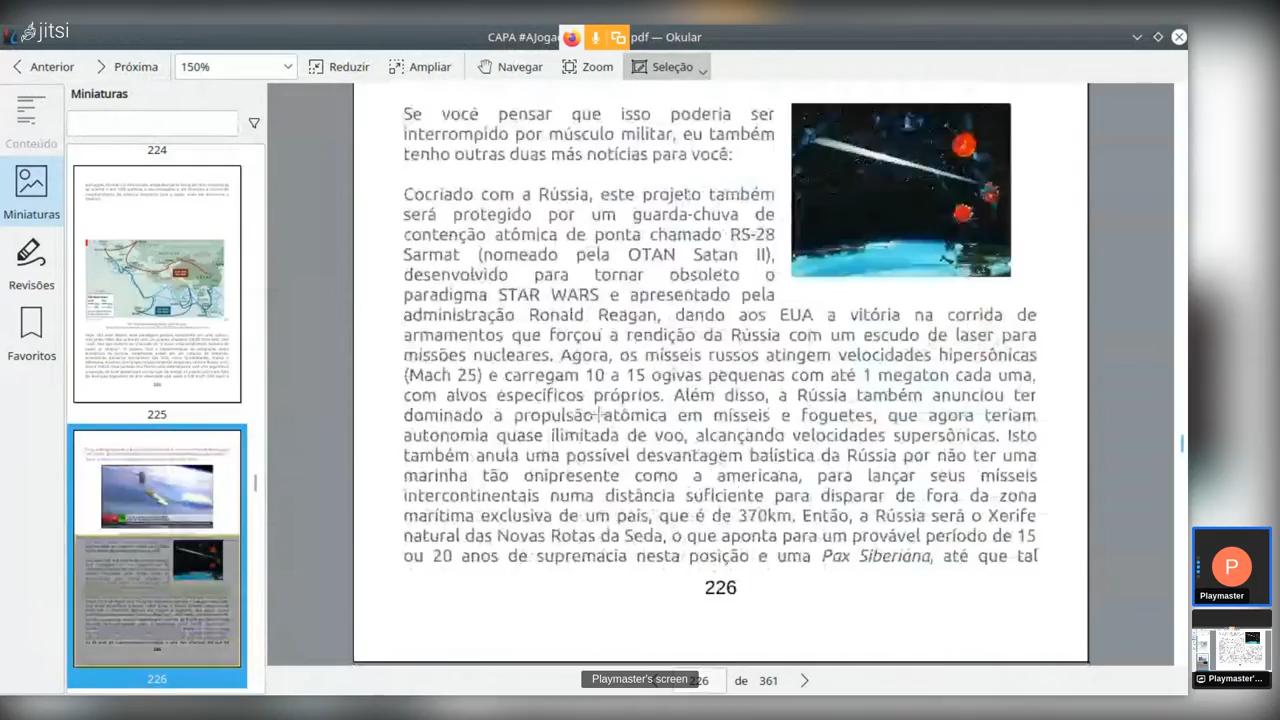 jitsi
CAPA #AJoga pdf — Okular
Anterior Próxima 150% Reduzir Ampliar Navegar Zoom Seleção
Miniaturas
Conteúdo
Miniaturas
Revisões
Favoritos
224
225
226
Se você pensar que isso poderia ser
interrompido por músculo militar, eu também
tenho outras duas más notícias para você:
Cocriado com a Rússia, este projeto também
será protegido por um guarda-chuva de
contenção atômica de ponta chamado RS-28
Sarmat (nomeado pela OTAN Satan II),
desenvolvido para tornar obsoleto o
paradigma STAR WARS e apresentado pela
administração Ronald Reagan, dando aos EUA a vitória na corrida de
armamentos que forçou a rendição da Rússia com um escudo de laser para
missões nucleares. Agora, os mísseis russos atingem velocidades hipersônicas
(Mach 25) e carregam 10 a 15 ogivas pequenas com até 1 megaton cada uma,
com alvos específicos próprios. Além disso, a Rússia também anunciou ter
dominado a propulsão atômica em mísseis e foguetes, que agora teriam
autonomia quase ilimitada de voo, alcançando velocidades supersônicas. Isto
também anula uma possível desvantagem balística da Rússia por não ter uma
marinha tão onipresente como a americana, para lançar seus mísseis
intercontinentais numa distância suficiente para disparar de fora da zona
marítima exclusiva de um país, que é de 370km. Então, a Rússia será o Xerife
natural das Novas Rotas da Seda, o que aponta para um provável período de 15
ou 20 anos de supremacia nesta posição e uma Pax Siberiana, até que tal
226
Playmaster's screen
226 de 361
P
Playmaster
Playmaster'...